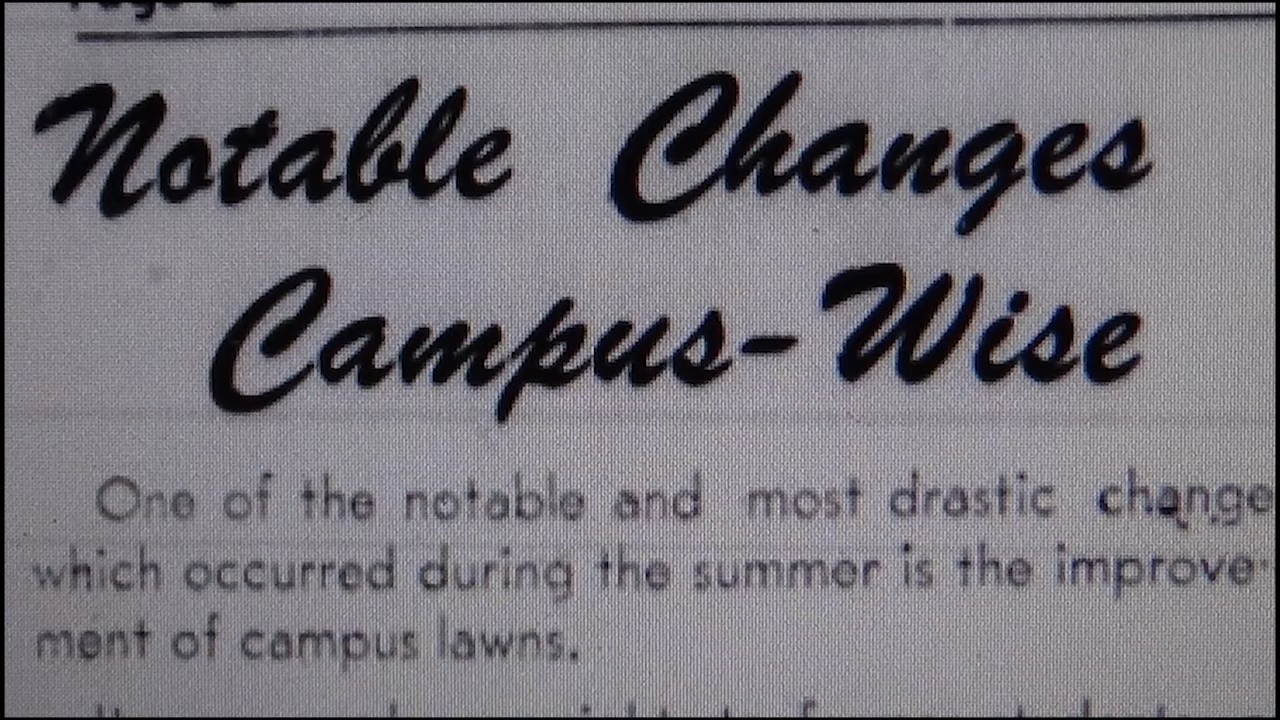 Notable Changes
Campus-Wise
One of the notable and most drastic change
which occurred during the summer is the improve-
ment of campus lawns.